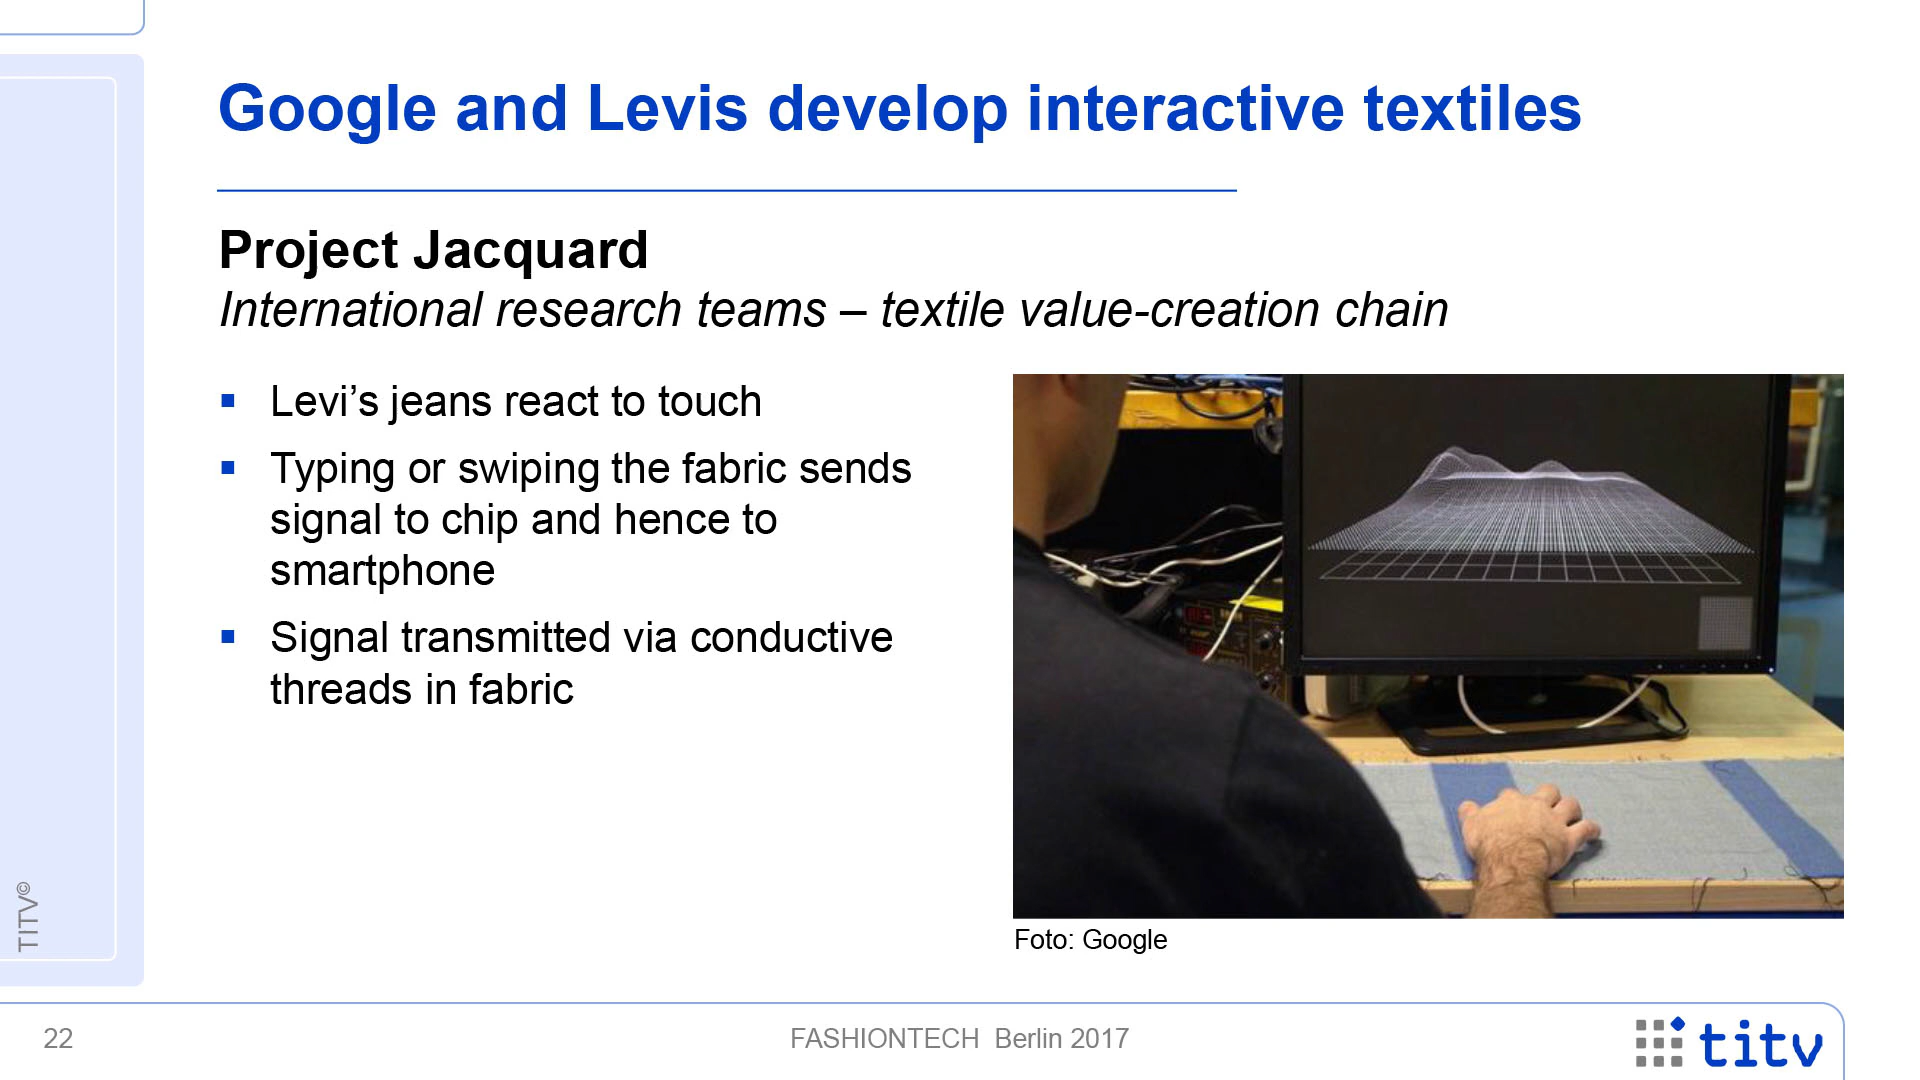 Google and Levis develop interactive textiles
Project Jacquard
International research teams – textile value-creation chain
▪ Levi’s jeans react to touch
▪ Typing or swiping the fabric sends
signal to chip and hence to
smartphone
▪ Signal transmitted via conductive
threads in fabric
Foto: Google
TITV©
22
FASHIONTECH Berlin 2017
titv